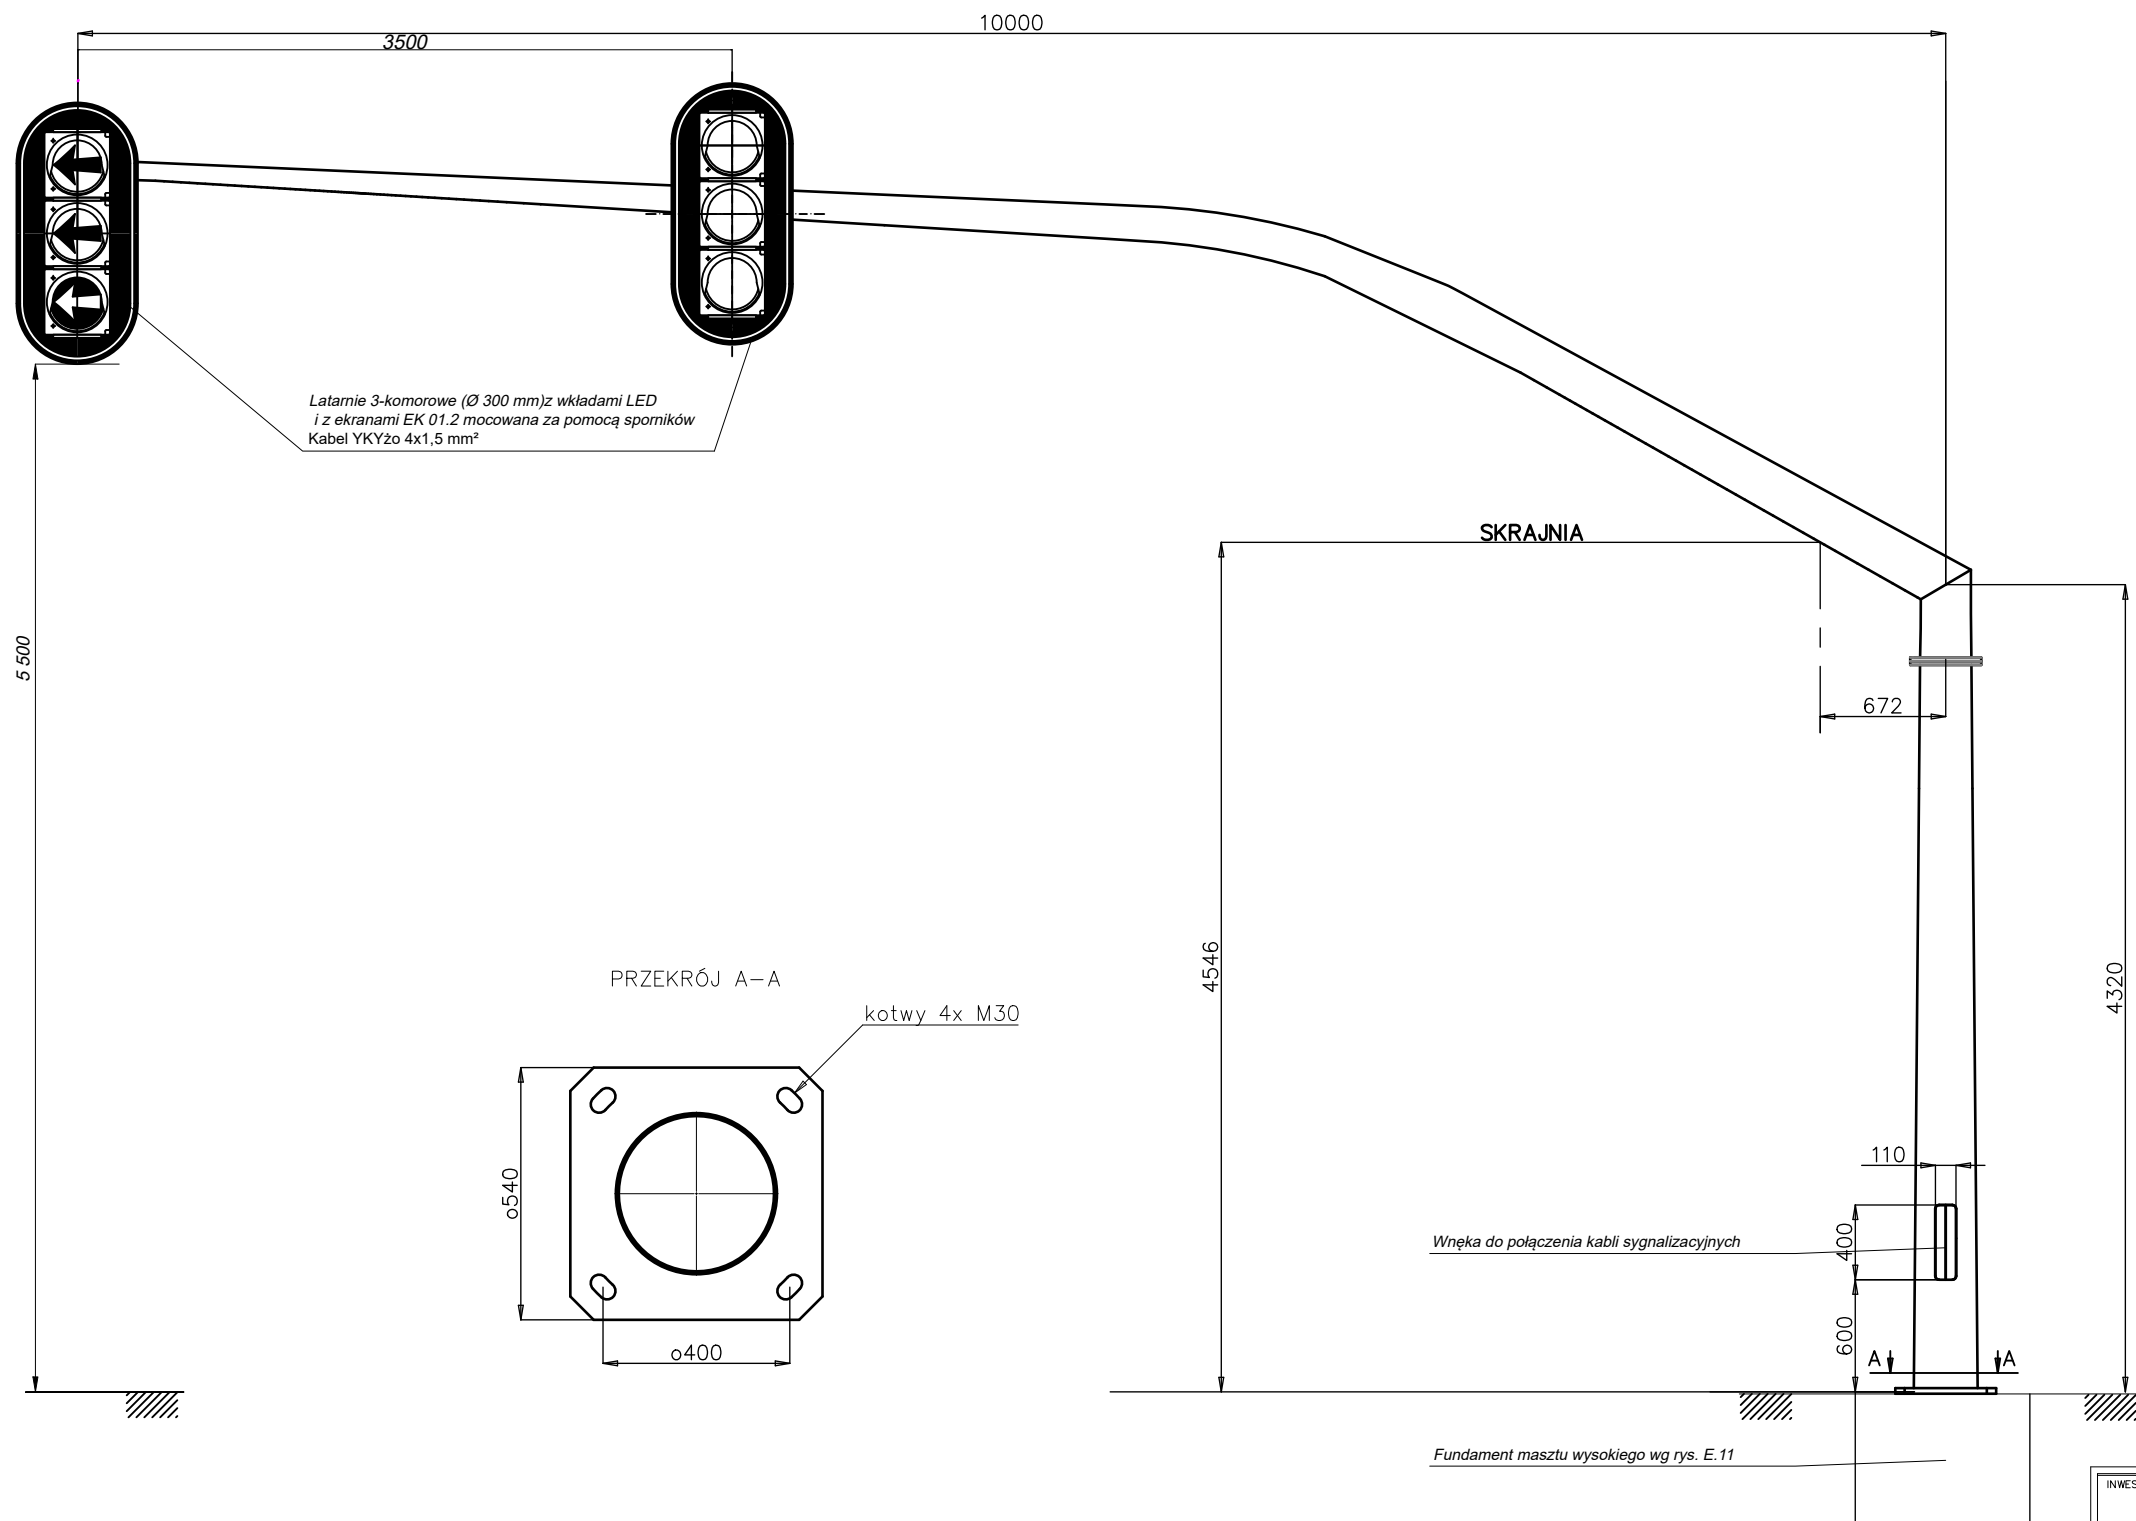 10000
3500
Latarnie 3-komorowe (Ø 300 mm)z wkładami LED
i z ekranami EK 01.2 mocowana za pomocą sporników
Kabel YKYżo 4x1,5 mm²
SKRAJNIA
5 500
672
4546
4320
PRZEKRÓJ A-A
kotwy 4x M30
o540
o400
110
400
Wnęka do połączenia kabli sygnalizacyjnych
600
A A
Fundament masztu wysokiego wg rys. E.11
INWES